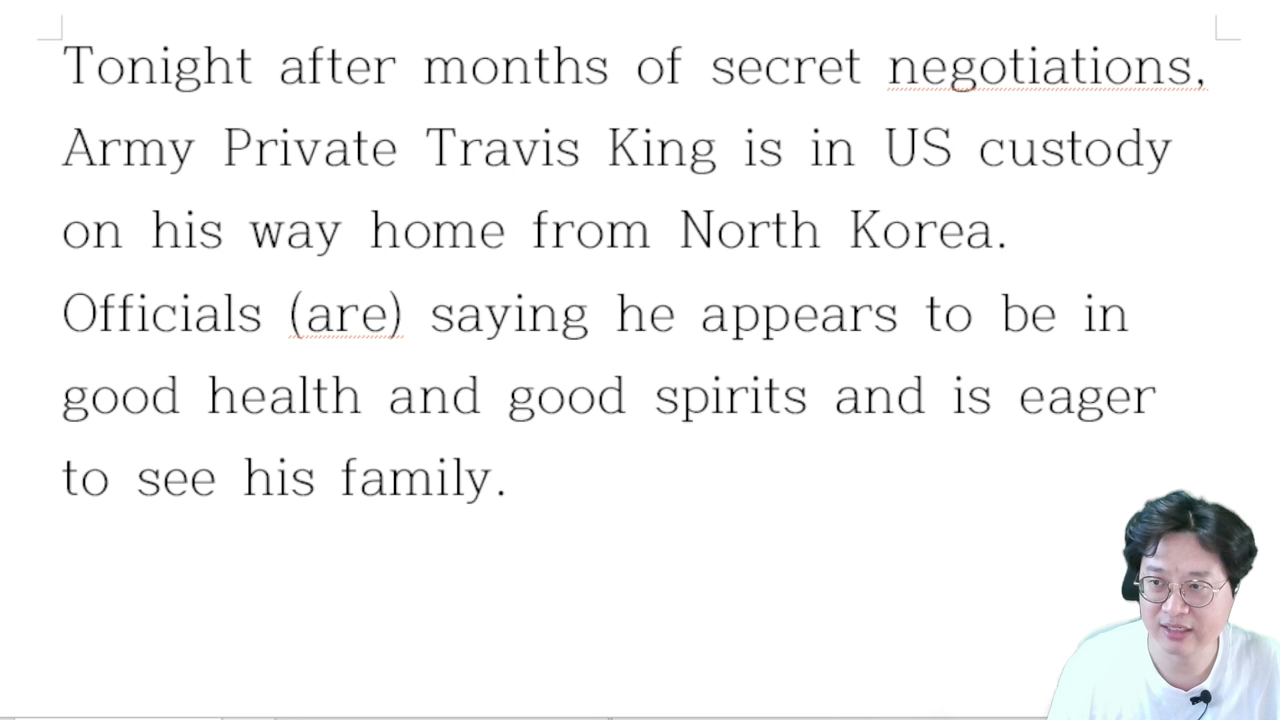 Tonight after months of secret negotiations,
Army Private Travis King is in US custody
on his way home from North Korea.
Officials (are) saying he appears to be in
good health and good spirits and is eager
to see his family.